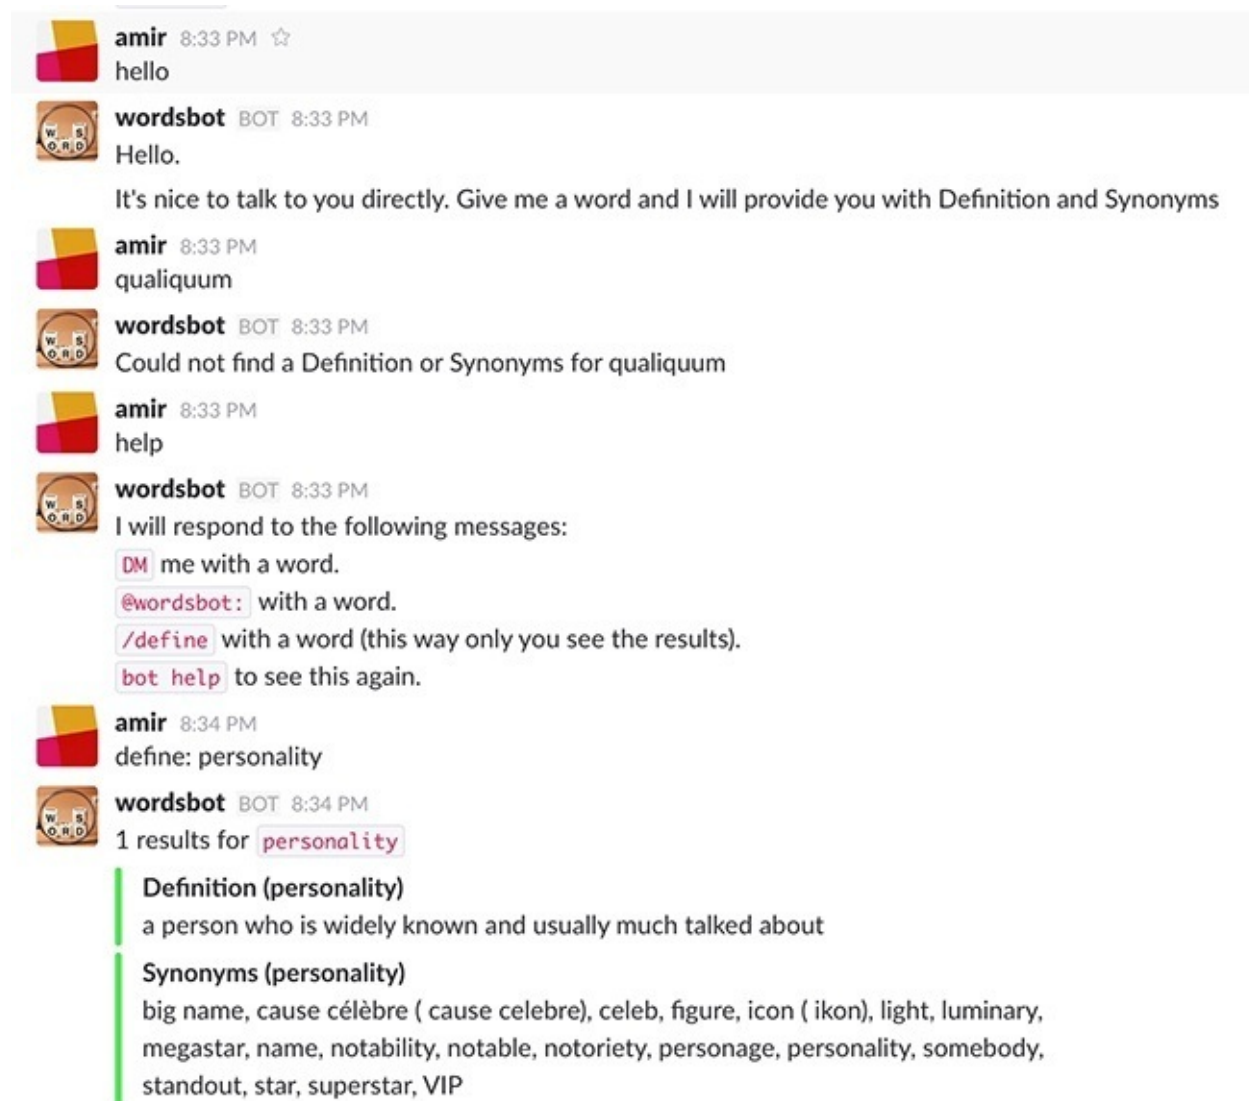 amir 8:33 PM ☆
hello
wordsbot BOT 8:33 PM
Hello.
It's nice to talk to you directly. Give me a word and I will provide you with Definition and Synonyms
amir 8:33 PM
qualiquum
wordsbot BOT 8:33 PM
Could not find a Definition or Synonyms for qualiquum
amir 8:33 PM
help
wordsbot BOT 8:33 PM
I will respond to the following messages:
DM me with a word.
@wordsbot: with a word.
/define with a word (this way only you see the results).
bot help to see this again.
amir 8:34 PM
define: personality
wordsbot BOT 8:34 PM
1 results for personality
Definition (personality)
a person who is widely known and usually much talked about
Synonyms (personality)
big name, cause célèbre ( cause celebre), celeb, figure, icon ( ikon), light, luminary,
megastar, name, notability, notable, notoriety, personage, personality, somebody,
standout, star, superstar, VIP